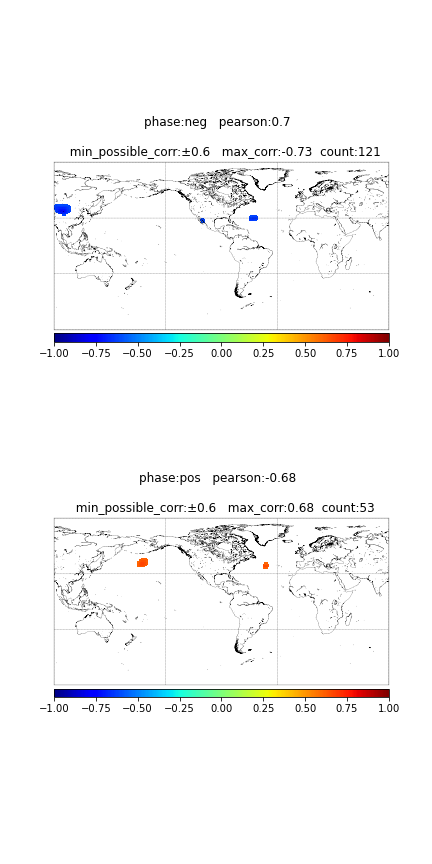 phase:neg   pearson:0.7
min_possible_corr:±0.6   max_corr:-0.73  count:121
−1.00 −0.75 −0.50 −0.25 0.00 0.25 0.50 0.75 1.00
phase:pos   pearson:-0.68
min_possible_corr:±0.6   max_corr:0.68  count:53
−1.00 −0.75 −0.50 −0.25 0.00 0.25 0.50 0.75 1.00